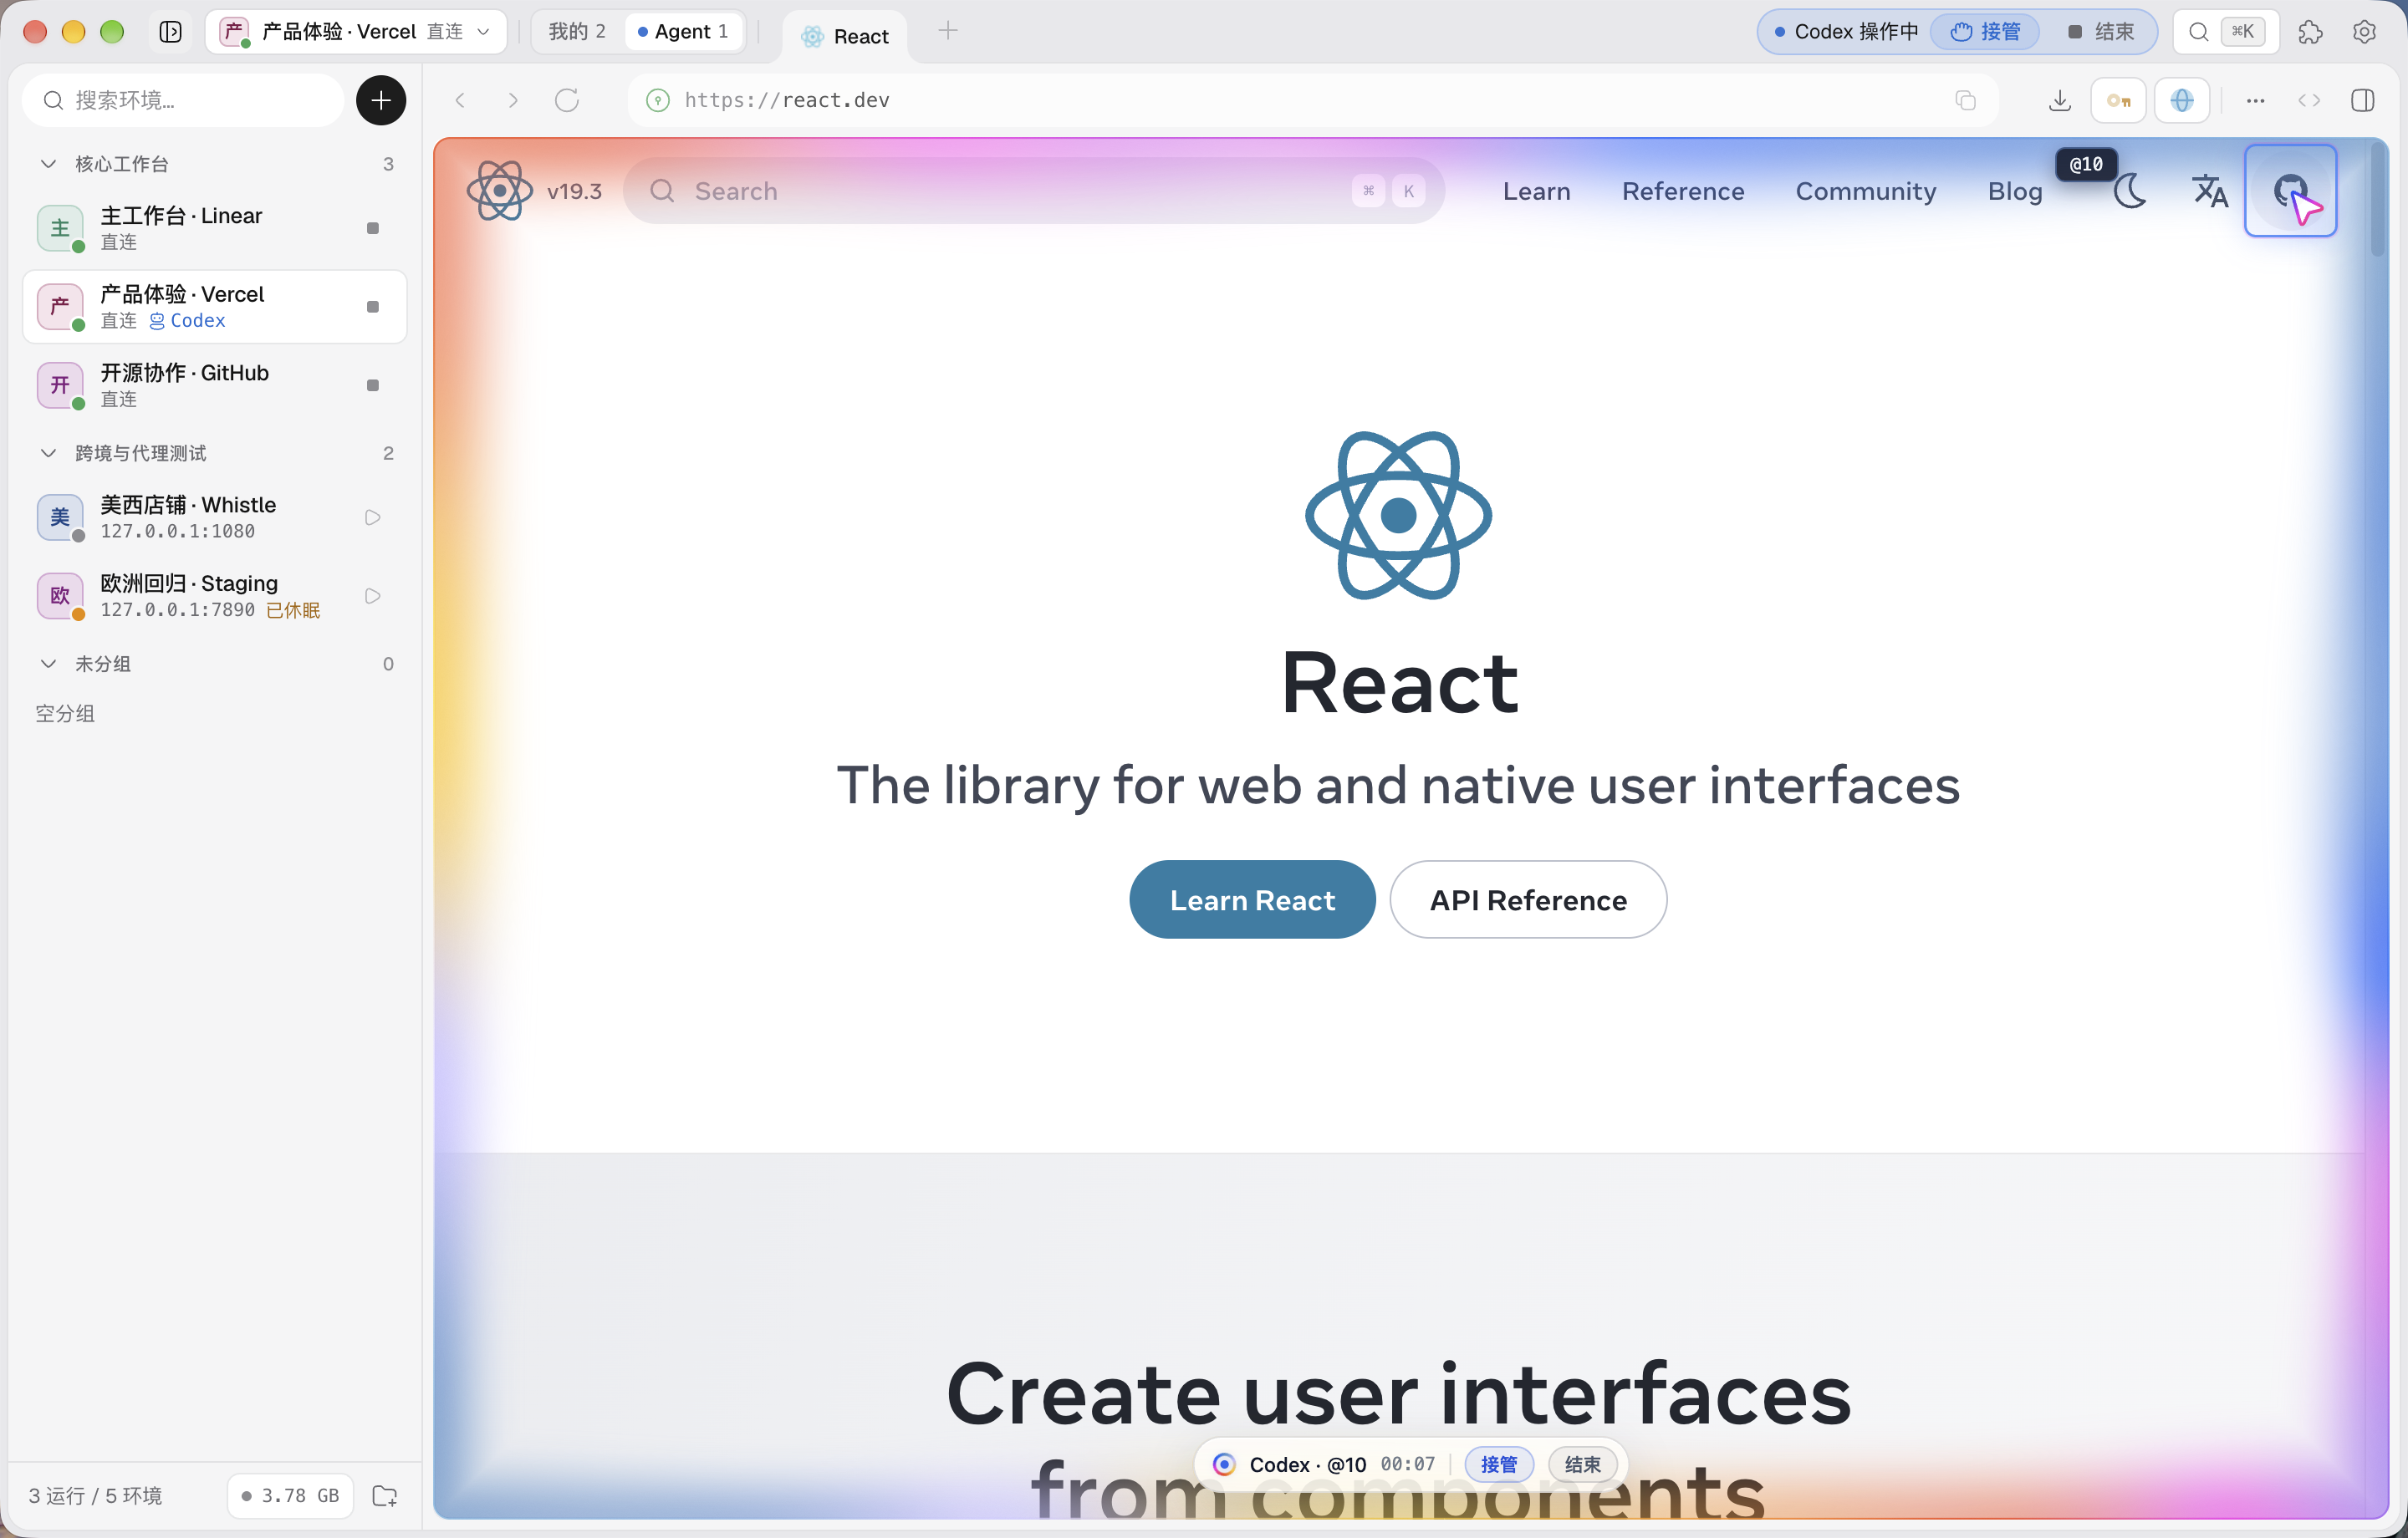 产 产品体验 · Vercel 直连
我的 2
Agent 1
React
Codex 操作中 接管 结束
⌘K
搜索环境...
https://react.dev
核心工作台 3
主 主工作台 · Linear
直连
产 产品体验 · Vercel
直连 Codex
开 开源协作 · GitHub
直连
跨境与代理测试 2
美 美西店铺 · Whistle
127.0.0.1:1080
欧 欧洲回归 · Staging
127.0.0.1:7890 已休眠
未分组 0
空分组
3 运行 / 5 环境 3.78 GB
v19.3 Search ⌘ K Learn Reference Community Blog
@10
React
The library for web and native user interfaces
Learn React API Reference
Create user interfaces
from components
Codex · @10 00:07 接管 结束